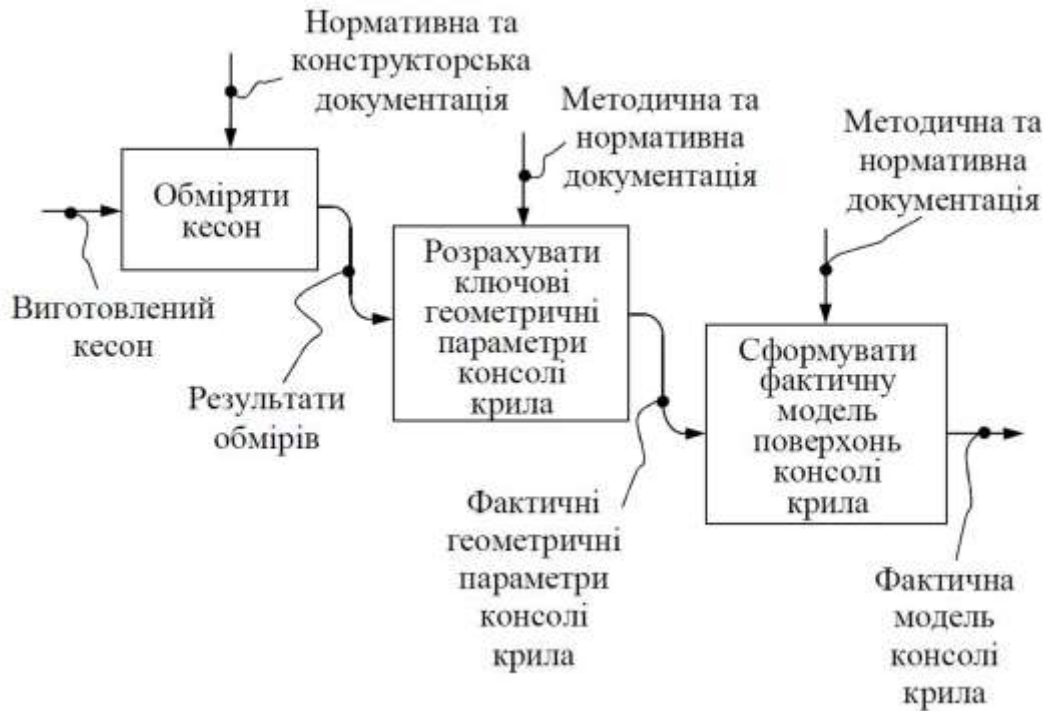 Нормативна та
конструкторська
документація
Методична та
нормативна
документація
Методична та
нормативна
документація
Обміряти
кесон
Виготовлений
кесон
Розрахувати
ключові
геометричні
параметри
консолі
крила
Результати
обмірів
Сформувати
фактичну
модель
поверхонь
консолі
крила
Фактичні
геометричні
параметри
консолі
крила
Фактична
модель
консолі
крила